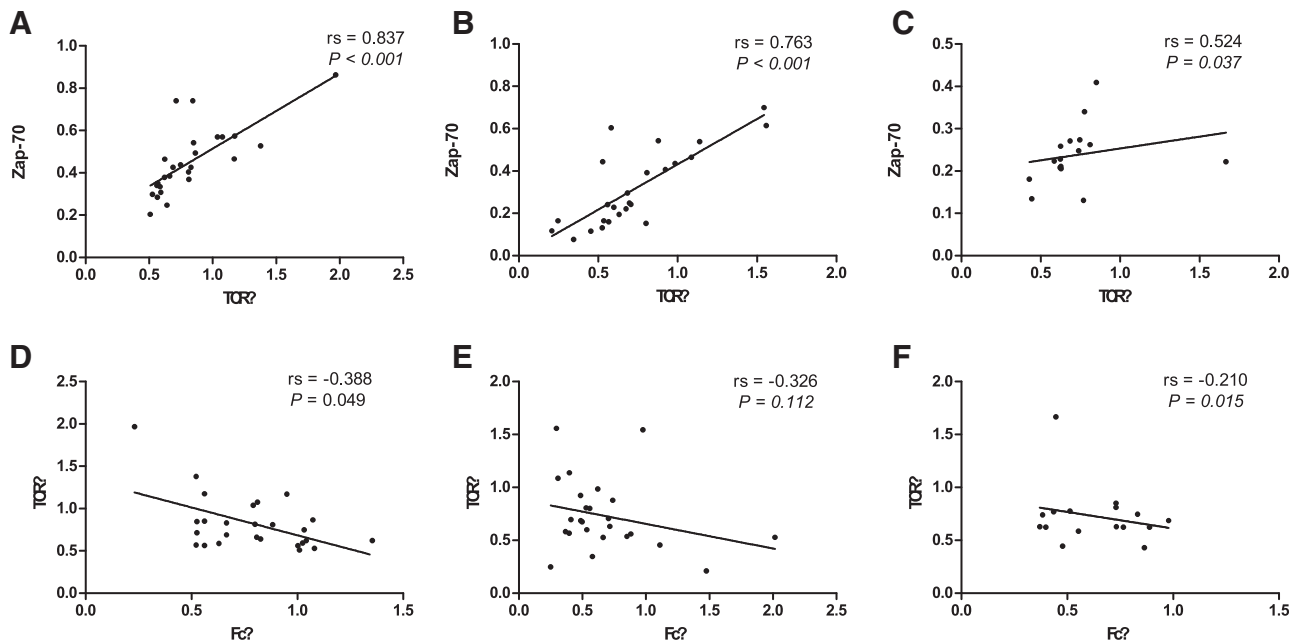 A
rs = 0.837
P < 0.001
1.0
0.8
0.6
0.4
0.2
0.0
Zap-70
0.0 0.5 1.0 1.5 2.0 2.5
TCR?
B
rs = 0.763
P < 0.001
1.0
0.8
0.6
0.4
0.2
0.0
Zap-70
0.0 0.5 1.0 1.5 2.0
TCR?
C
rs = 0.524
P = 0.037
0.5
0.4
0.3
0.2
0.1
0.0
Zap-70
0.0 0.5 1.0 1.5 2.0
TCR?
D
rs = -0.388
P = 0.049
2.5
2.0
1.5
1.0
0.5
0.0
TCR?
0.0 0.5 1.0 1.5
Fc?
E
rs = -0.326
P = 0.112
2.0
1.5
1.0
0.5
0.0
TCR?
0.0 0.5 1.0 1.5 2.0 2.5
Fc?
F
rs = -0.210
P = 0.015
2.0
1.5
1.0
0.5
0.0
TCR?
0.0 0.5 1.0 1.5
Fc?